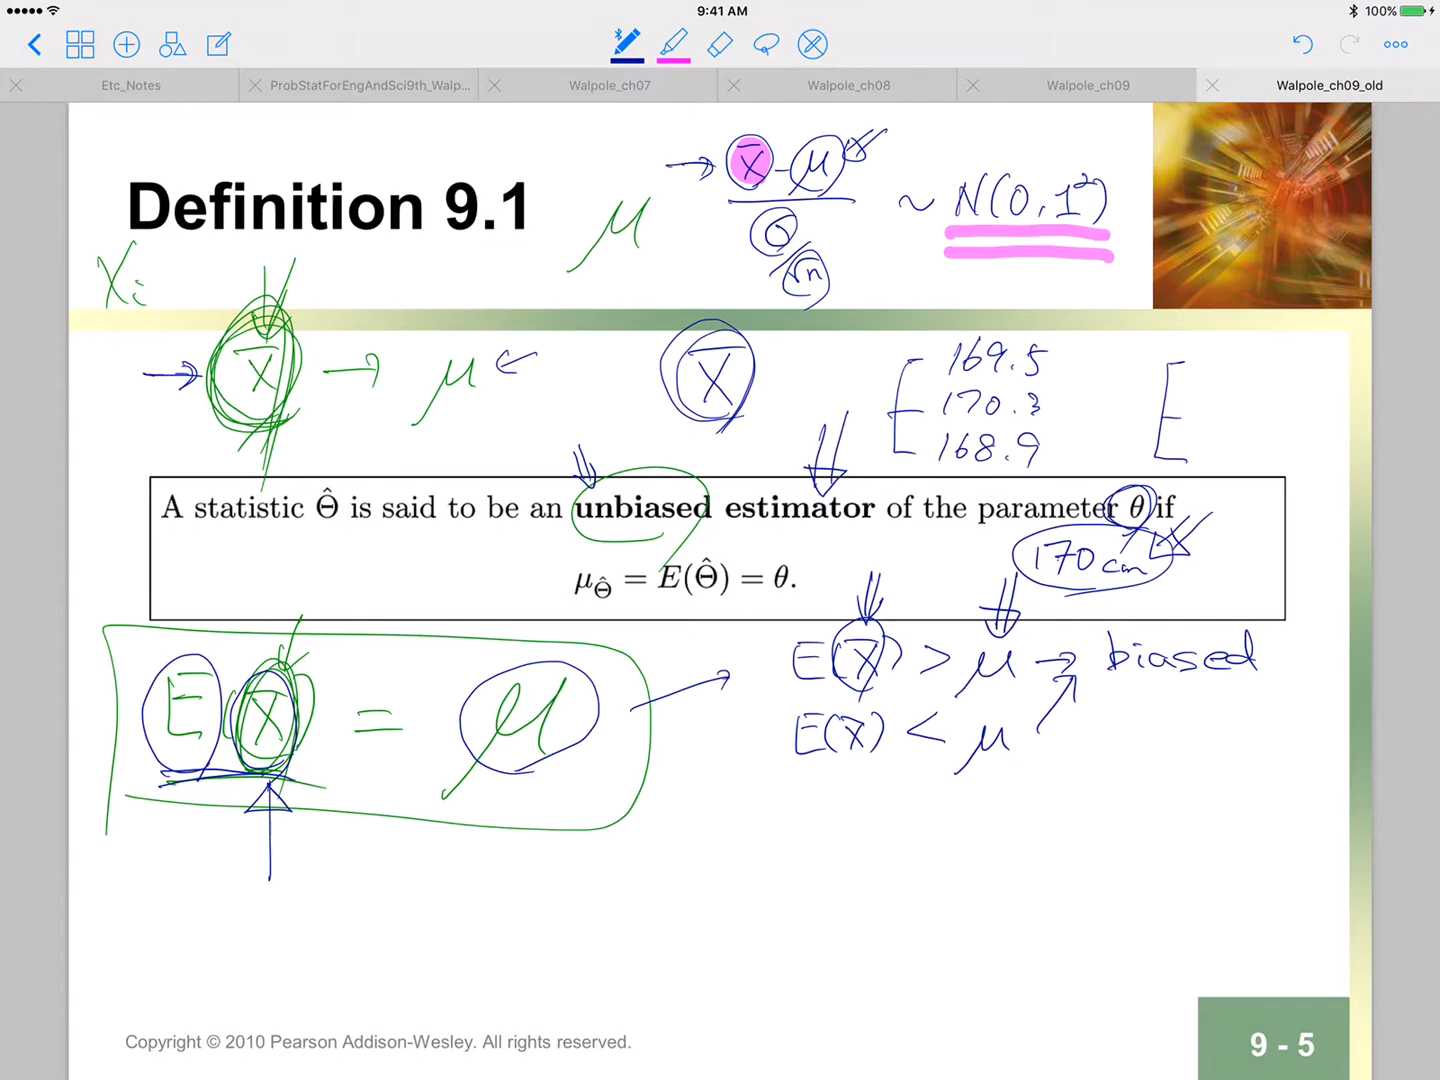 9:41 AM
100%
Etc_Notes
ProbStatForEngAndSci9th_Walp...
Walpole_ch07
Walpole_ch08
Walpole_ch09
Walpole_ch09_old
Definition 9.1
μ
X̄ - μ
σ/√n
~ N(0, 1²)
Xi
X̄ → μ
X̄
169.5
170.3
168.9
A statistic Θ̂ is said to be an unbiased estimator of the parameter θ if
μ_Θ̂ = E(Θ̂) = θ.
170 cm
E(X̄) = μ
E(X̄) > μ → biased
E(X̄) < μ
Copyright © 2010 Pearson Addison-Wesley. All rights reserved.
9 - 5